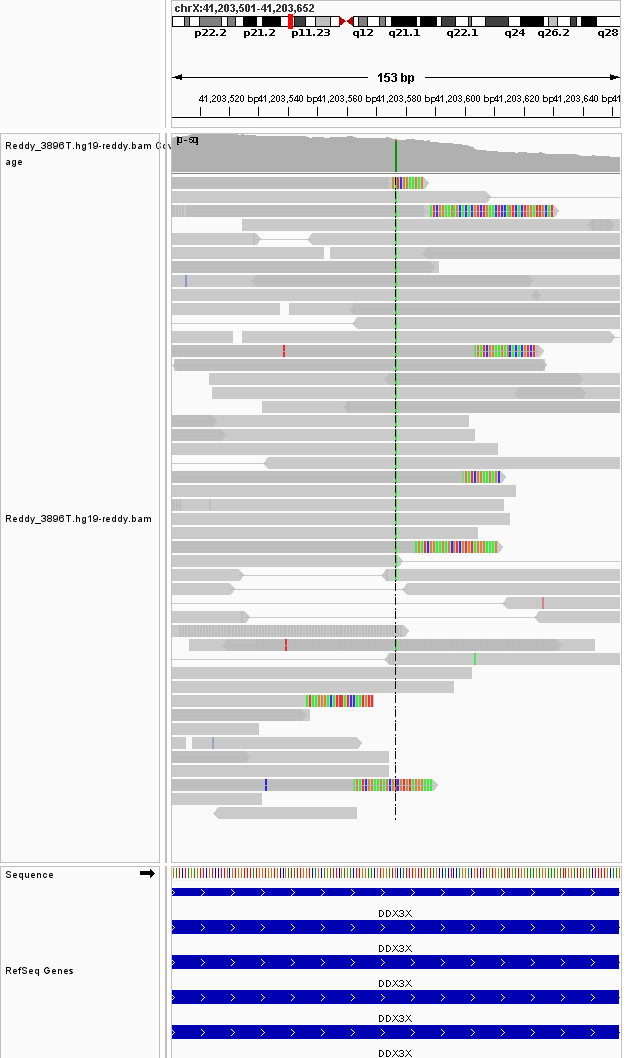 chrX:41,203,501-41,203,652
p22.2 p21.2 p11.23 q12 q21.1 q22.1 q24 q26.2 q28
153 bp
41,203,520 bp 41,203,540 bp 41,203,560 bp 41,203,580 bp 41,203,600 bp 41,203,620 bp 41,203,640 bp
Reddy_3896T.hg19-reddy.bam Cov
age
Reddy_3896T.hg19-reddy.bam
Sequence
DDX3X
DDX3X
RefSeq Genes
DDX3X
DDX3X
DDX3X